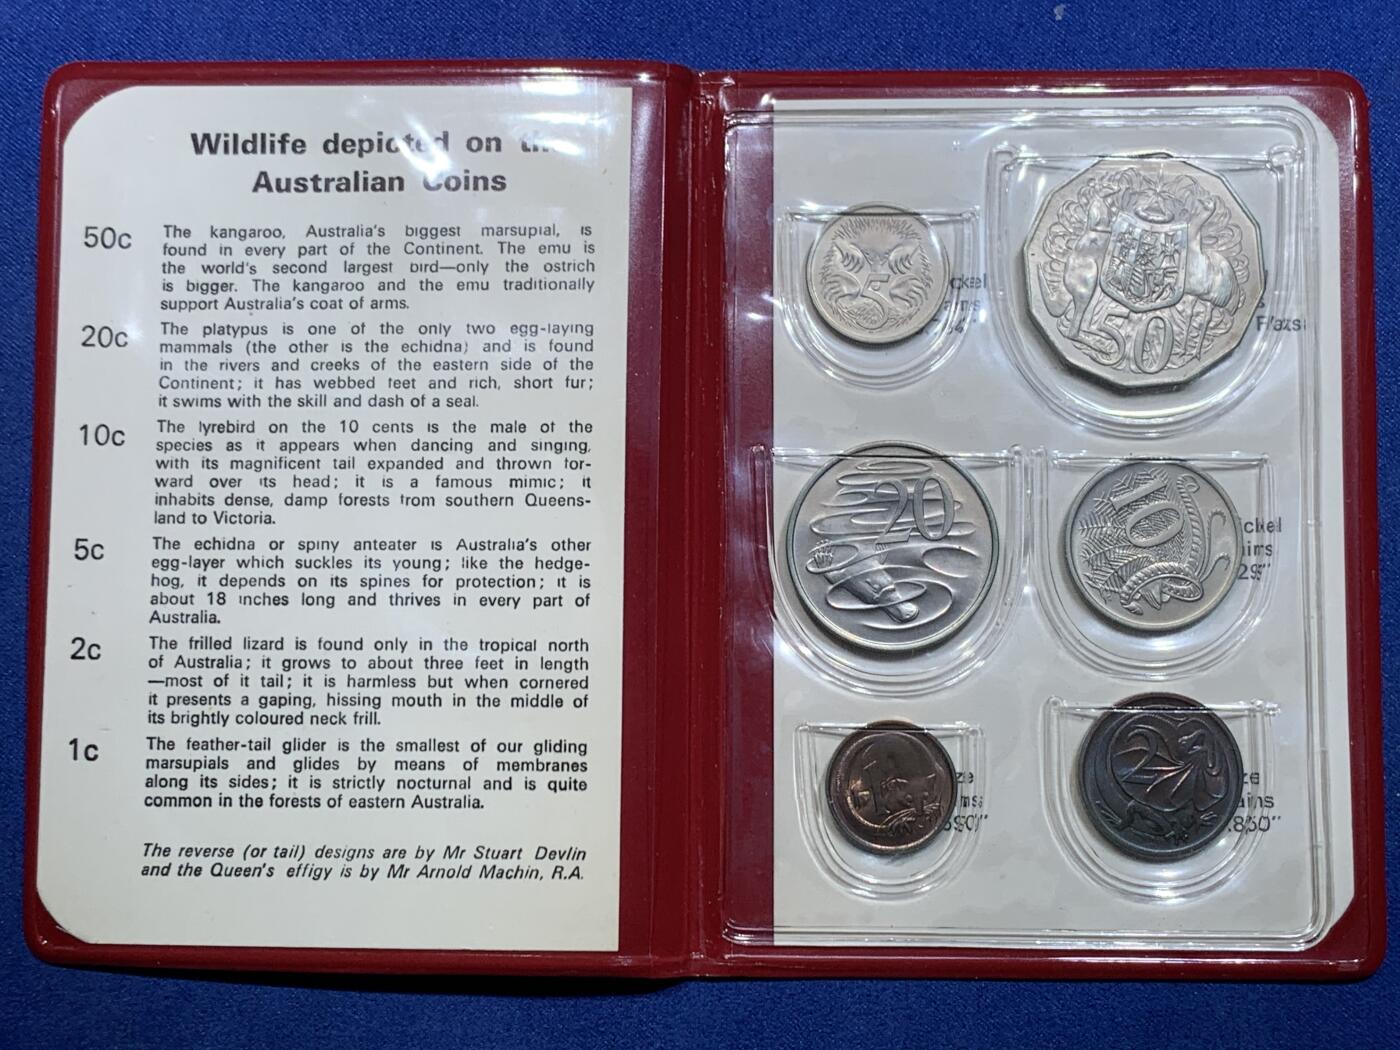 Wildlife depicted on
Australian Coins
50c
The kangaroo, Australia's biggest marsupial, is
found in every part of the Continent. The emu is
the world's second largest bird—only the ostrich
is bigger. The kangaroo and the emu traditionally
support Australia's coat of arms.
20c
The platypus is one of the only two egg-laying
mammals (the other is the echidna) and is found
in the rivers and creeks of the eastern side of the
Continent; it has webbed feet and rich, short fur;
it swims with the skill and dash of a seal.
10c
The lyrebird on the 10 cents is the male of the
species as it appears when dancing and singing,
with its magnificent tail expanded and thrown for-
ward over its head; it is a famous mimic; it
inhabits dense, damp forests from southern Queens-
land to Victoria.
5c
The echidna or spiny anteater is Australia's other
egg-layer which suckles its young; like the hedge-
hog, it depends on its spines for protection; it is
about 18 inches long and thrives in every part of
Australia.
2c
The frilled lizard is found only in the tropical north
of Australia; it grows to about three feet in length
—most of it tail; it is harmless but when cornered
it presents a gaping, hissing mouth in the middle of
its brightly coloured neck frill.
1c
The feather-tail glider is the smallest of our gliding
marsupials and glides by means of membranes
along its sides; it is strictly nocturnal and is quite
common in the forests of eastern Australia.
The reverse (or tail) designs are by Mr Stuart Devlin
and the Queen's effigy is by Mr Arnold Machin, R.A.
5
50
20
10
1
2